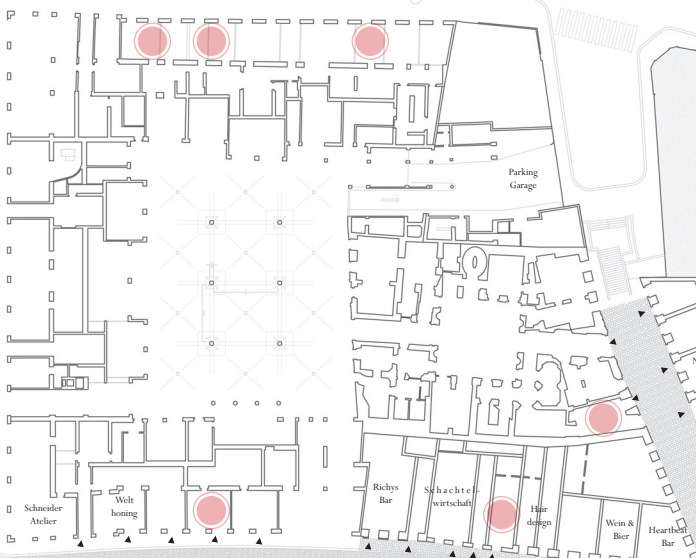 Parking
Garage
Richys
Bar
Schachtel-
wirtschaft
Hair
design
Schneider
Atelier
Welt
honing
Wein &
Bier
Heartbeat
Bar